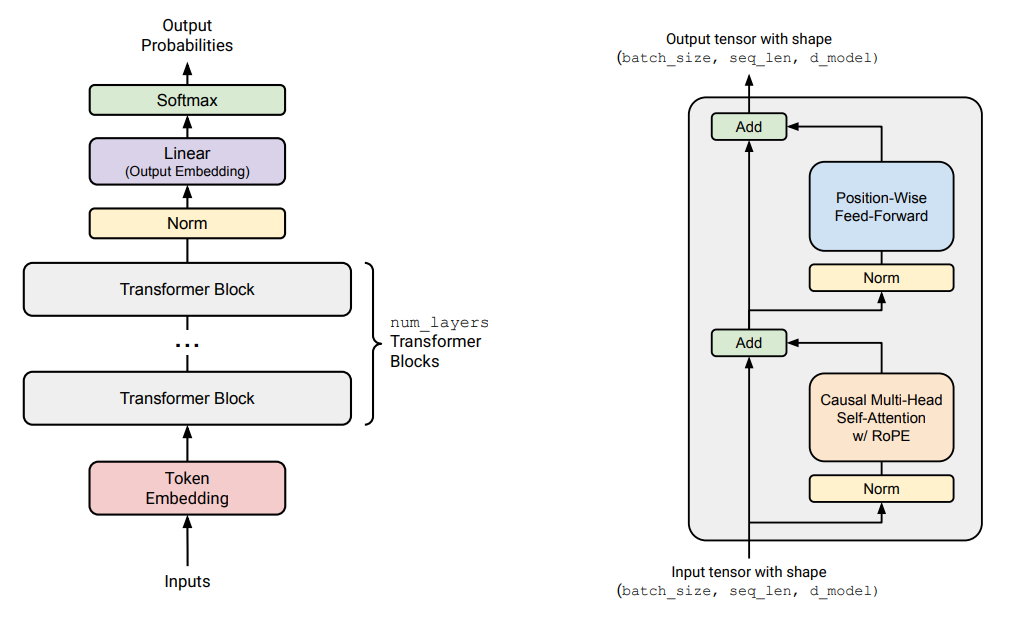 Output
Probabilities
Softmax
Linear
(Output Embedding)
Norm
Transformer Block
...
Transformer Block
num_layers
Transformer
Blocks
Token
Embedding
Inputs
Output tensor with shape
(batch_size, seq_len, d_model)
Add
Position-Wise
Feed-Forward
Norm
Add
Causal Multi-Head
Self-Attention
w/ RoPE
Norm
Input tensor with shape
(batch_size, seq_len, d_model)